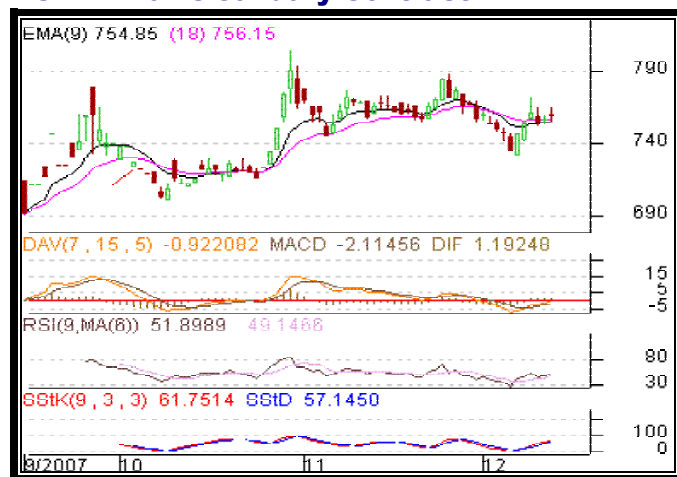 EMA(9) 754.85 (18) 756.15
790
740
690
DAV(7 , 15 , 5) -0.922082 MACD -2.11456 DIF 1.19248
15
5
-5
RSI(9,MA(6)) 51.8989 49.1466
80
30
SStK(9 , 3 , 3) 61.7514 SStD 57.1450
100
0
9/2007 10 11 12